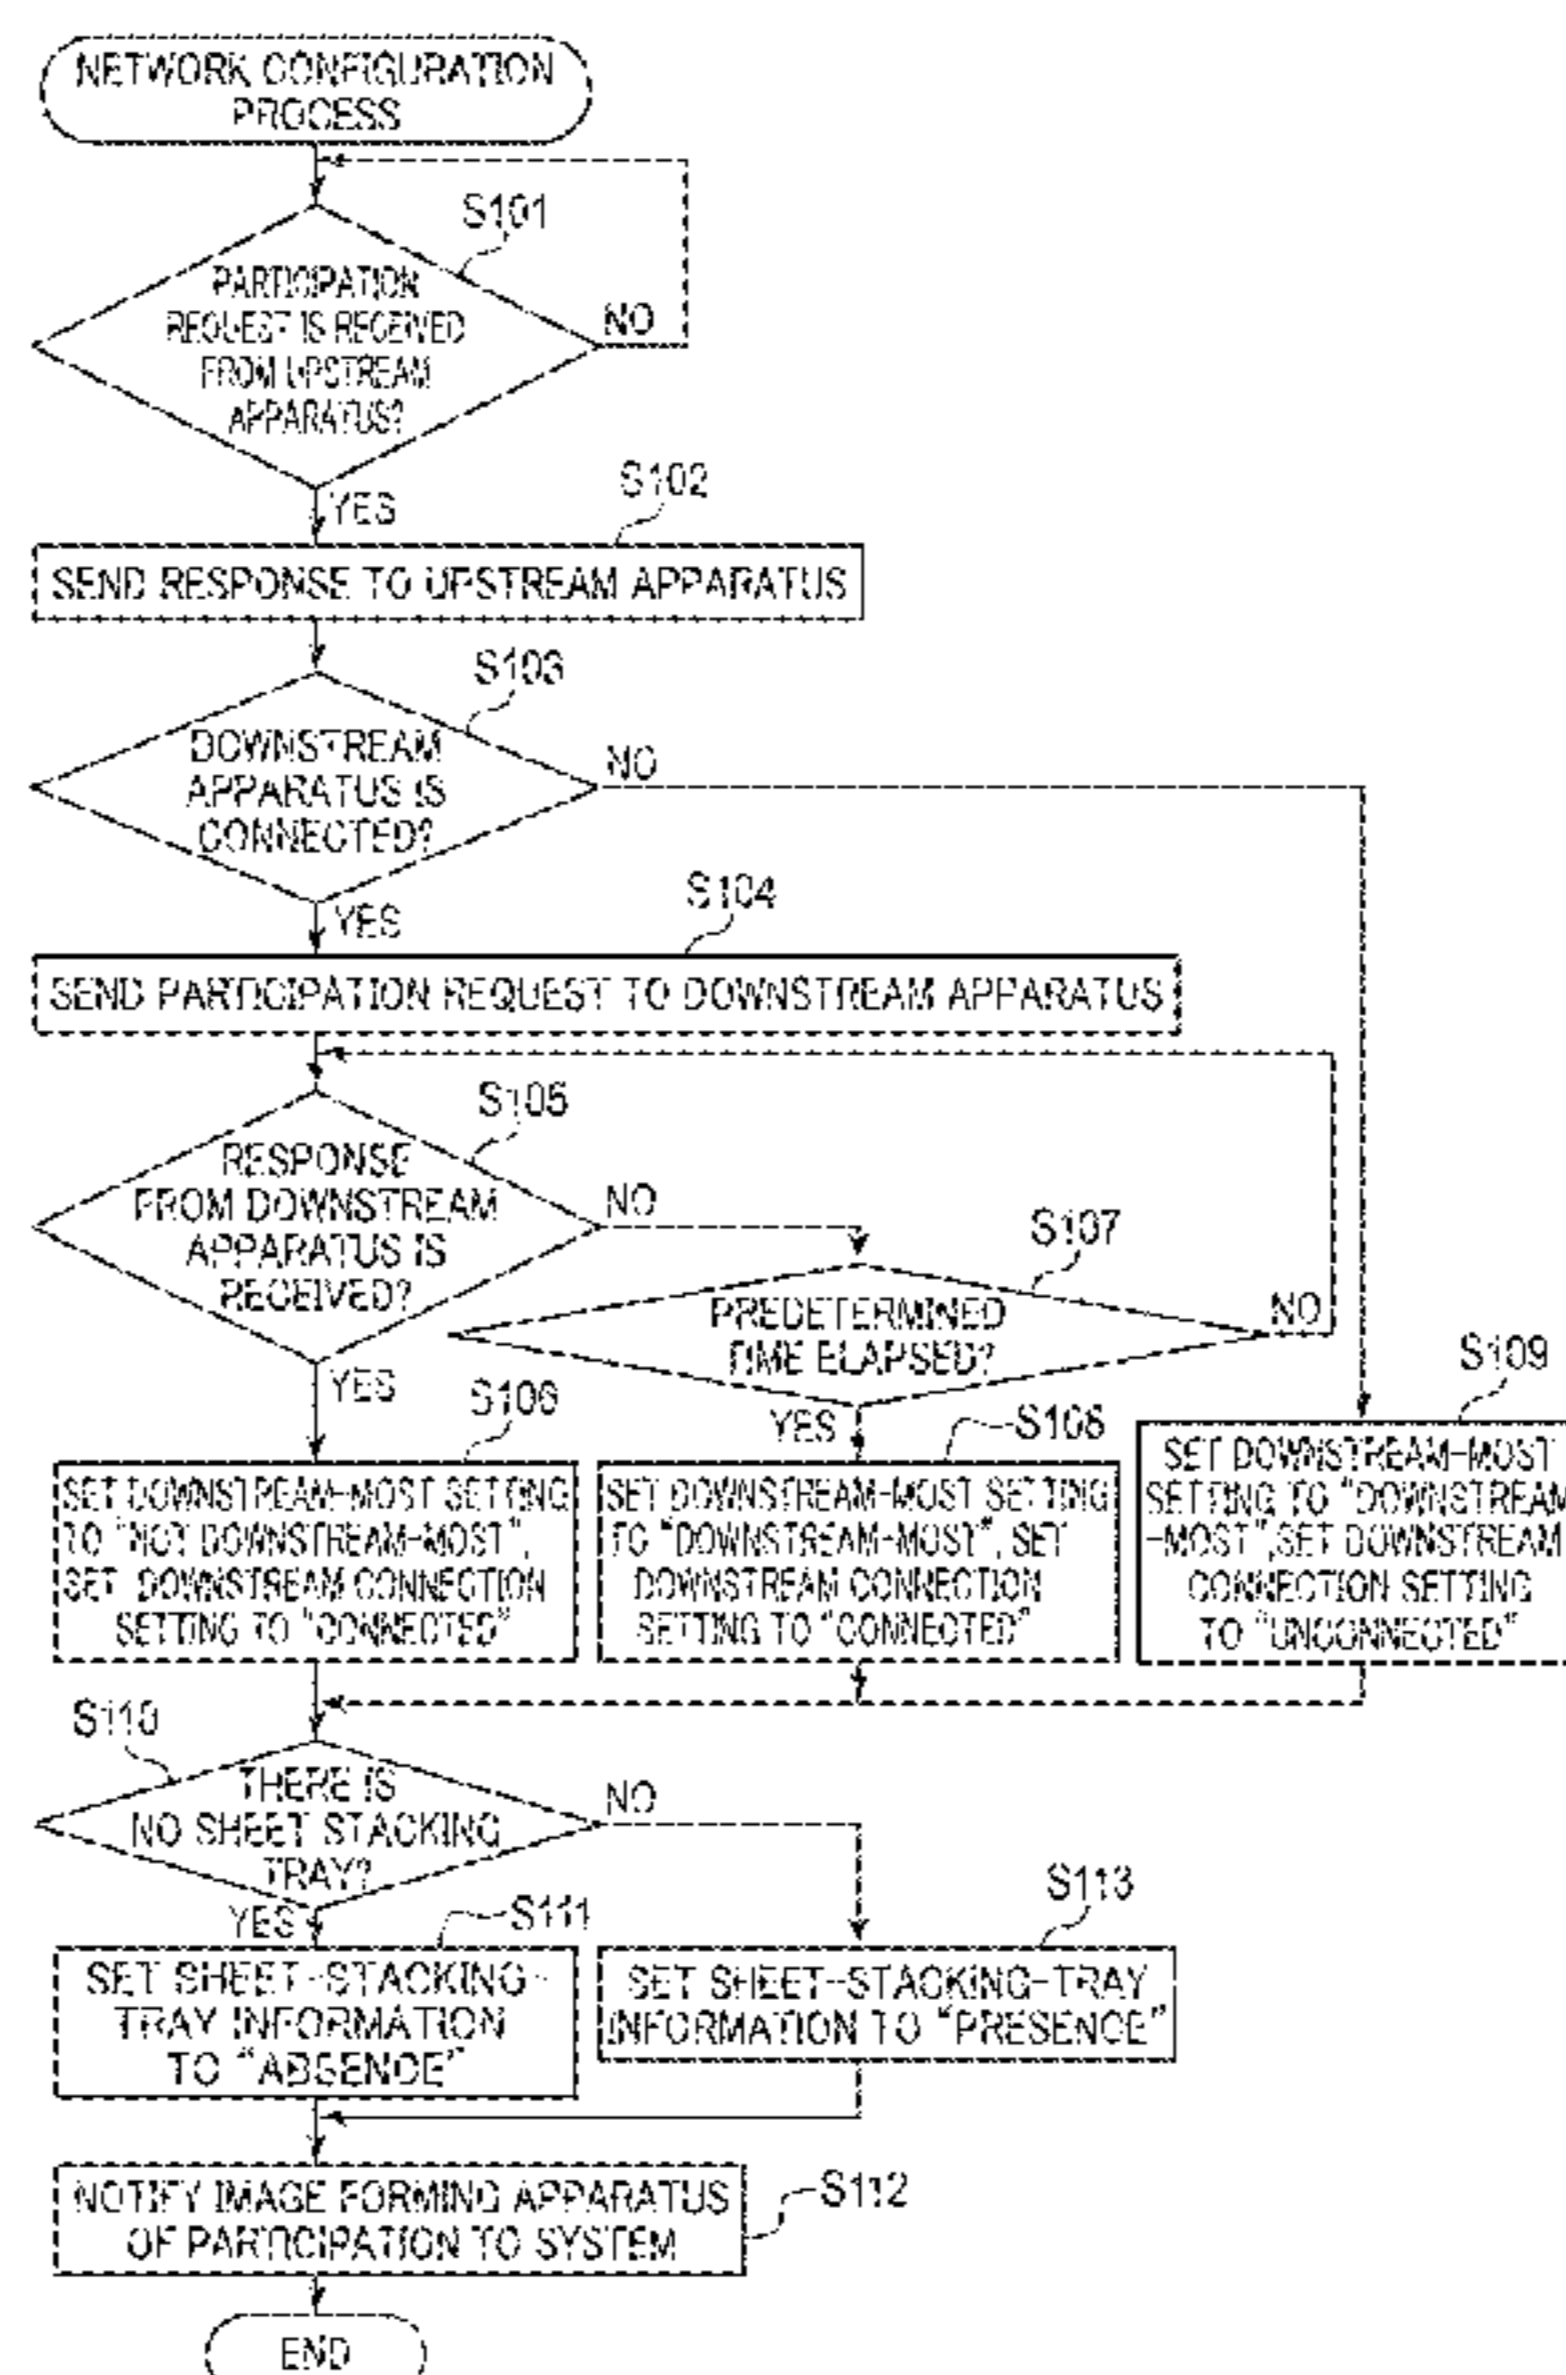 NETWORK CONFIGURATION
PROCESS
S101
PARTICIPATION
REQUEST IS RECEIVED
FROM UPSTREAM
APPARATUS?
NO
YES
S102
SEND RESPONSE TO UPSTREAM APPARATUS
S103
DOWNSTREAM
APPARATUS IS
CONNECTED?
NO
YES
S104
SEND PARTICIPATION REQUEST TO DOWNSTREAM APPARATUS
S105
RESPONSE
FROM DOWNSTREAM
APPARATUS IS
RECEIVED?
NO
YES
S107
PREDETERMINED
TIME ELAPSED?
NO
YES
S106
SET DOWNSTREAM-MOST SETTING
TO "NOT DOWNSTREAM-MOST",
SET DOWNSTREAM CONNECTION
SETTING TO "CONNECTED"
S108
SET DOWNSTREAM-MOST SETTING
TO "DOWNSTREAM-MOST", SET
DOWNSTREAM CONNECTION
SETTING TO "CONNECTED"
S109
SET DOWNSTREAM-MOST
SETTING TO "DOWNSTREAM
-MOST",SET DOWNSTREAM
CONNECTION SETTING
TO "UNCONNECTED"
S110
THERE IS
NO SHEET STACKING
TRAY?
NO
YES
S111
SET SHEET-STACKING-
TRAY INFORMATION
TO "ABSENCE"
S113
SET SHEET-STACKING-TRAY
INFORMATION TO "PRESENCE"
S112
NOTIFY IMAGE FORMING APPARATUS
OF PARTICIPATION TO SYSTEM
END